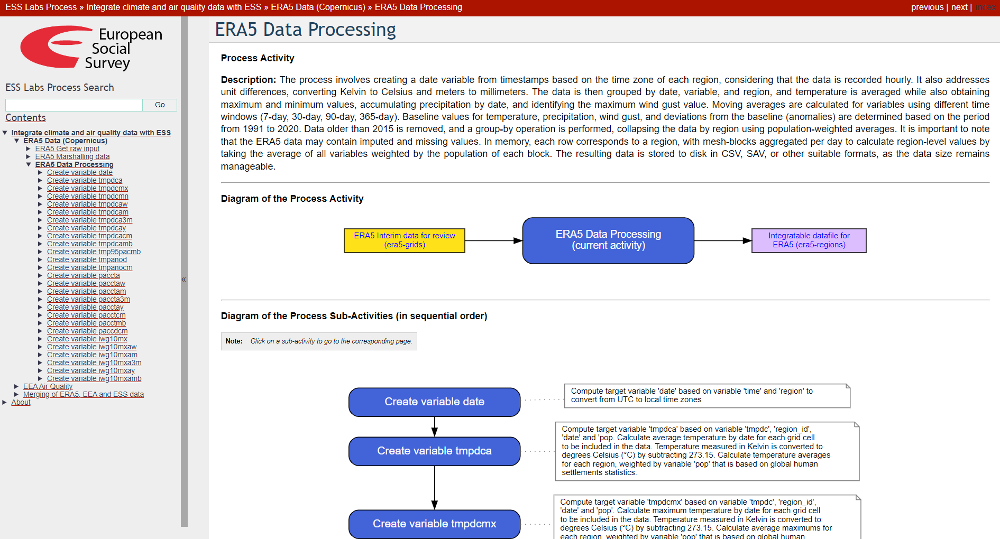 ESS Labs Process » Integrate climate and air quality data with ESS » ERA5 Data (Copernicus) » ERA5 Data Processing
previous | next | index
European
Social
Survey
ESS Labs Process Search
Go
Contents
Integrate climate and air quality data with ESS
ERA5 Data (Copernicus)
ERA5 Get raw input
ERA5 Marshalling data
ERA5 Data Processing
Create variable date
Create variable tmpdca
Create variable tmpdcmx
Create variable tmpdcmn
Create variable tmpdcaw
Create variable tmpdcam
Create variable tmpdca3m
Create variable tmpdcay
Create variable tmpdcacm
Create variable tmpdcamb
Create variable tmp95pacmb
Create variable tmpanod
Create variable tmpanocm
Create variable paccta
Create variable pacctaw
Create variable pacctam
Create variable paccta3m
Create variable pacctay
Create variable pacctcm
Create variable pacctmb
Create variable paccdcm
Create variable iwg10mx
Create variable iwg10mxaw
Create variable iwg10mxam
Create variable iwg10mxa3m
Create variable iwg10mxay
Create variable iwg10mxamb
EEA Air Quality
Merging of ERA5, EEA and ESS data
About
«
ERA5 Data Processing
Process Activity
Description: The process involves creating a date variable from timestamps based on the time zone of each region, considering that the data is recorded hourly. It also addresses
unit differences, converting Kelvin to Celsius and meters to millimeters. The data is then grouped by date, variable, and region, and temperature is averaged while also obtaining
maximum and minimum values, accumulating precipitation by date, and identifying the maximum wind gust value. Moving averages are calculated for variables using different time
windows (7-day, 30-day, 90-day, 365-day). Baseline values for temperature, precipitation, wind gust, and deviations from the baseline (anomalies) are determined based on the period
from 1991 to 2020. Data older than 2015 is removed, and a group-by operation is performed, collapsing the data by region using population-weighted averages. It is important to note
that the ERA5 data may contain imputed and missing values. In memory, each row corresponds to a region, with mesh-blocks aggregated per day to calculate region-level values by
taking the average of all variables weighted by the population of each block. The resulting data is stored to disk in CSV, SAV, or other suitable formats, as the data size remains
manageable.
Diagram of the Process Activity
ERA5 Interim data for review
(era5-grids)
ERA5 Data Processing
(current activity)
Integratable datafile for
ERA5 (era5-regions)
Diagram of the Process Sub-Activities (in sequential order)
Note: Click on a sub-activity to go to the corresponding page.
Create variable date
Compute target variable 'date' based on variable 'time' and 'region' to
convert from UTC to local time zones
Create variable tmpdca
Compute target variable 'tmpdca' based on variable 'tmpdc', 'region_id',
'date' and 'pop. Calculate average temperature by date for each grid cell
to be included in the data. Temperature measured in Kelvin is converted to
degrees Celsius (°C) by subtracting 273.15. Calculate temperature averages
for each region, weighted by variable 'pop' that is based on global human
settlements statistics.
Create variable tmpdcmx
Compute target variable 'tmpdcmx' based on variable 'tmpdc', 'region_id',
'date' and 'pop'. Calculate maximum temperature by date for each grid cell
to be included in the data. Temperature measured in Kelvin is converted to
degrees Celsius (°C) by subtracting 273.15. Calculate average maximums for
each region, weighted by variable 'pop' that is based on global human